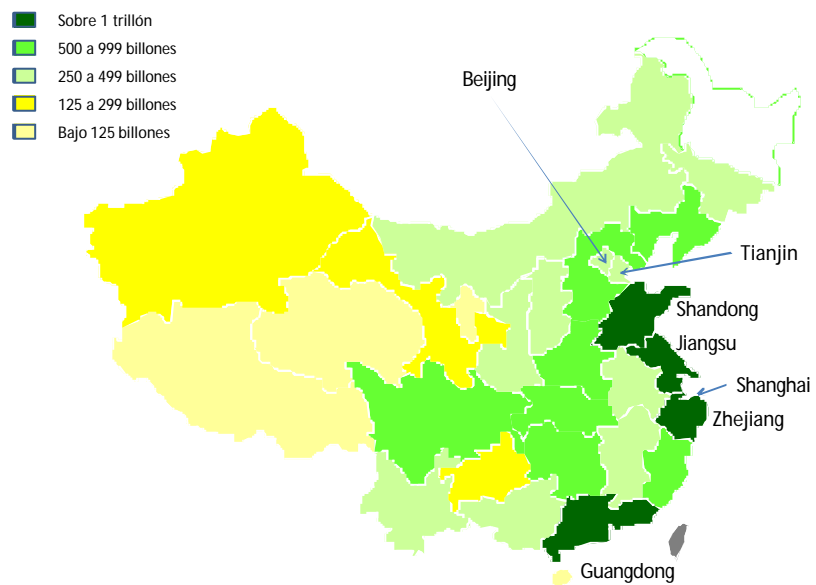 Sobre 1 trillón
500 a 999 billones
250 a 499 billones
125 a 299 billones
Bajo 125 billones
Beijing
Tianjin
Shandong
Jiangsu
Shanghai
Zhejiang
Guangdong